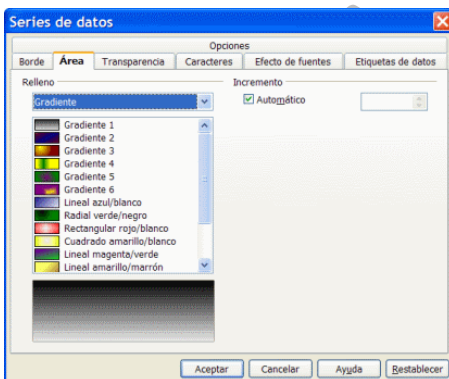 Series de datos
Opciones
Borde Área Transparencia Caracteres Efecto de fuentes Etiquetas de datos
Relleno Incremento
Gradiente Automático
Gradiente 1
Gradiente 2
Gradiente 3
Gradiente 4
Gradiente 5
Gradiente 6
Lineal azul/blanco
Radial verde/negro
Rectangular rojo/blanco
Cuadrado amarillo/blanco
Lineal magenta/verde
Lineal amarillo/marrón
Aceptar Cancelar Ayuda Restablecer